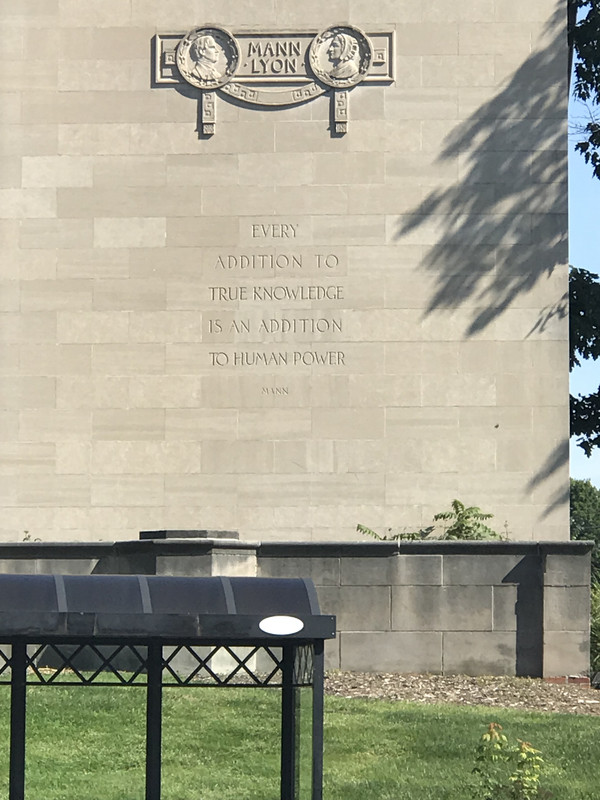 MANN
· LYON ·
EVERY
ADDITION TO
TRUE KNOWLEDGE
IS AN ADDITION
TO HUMAN POWER
MANN